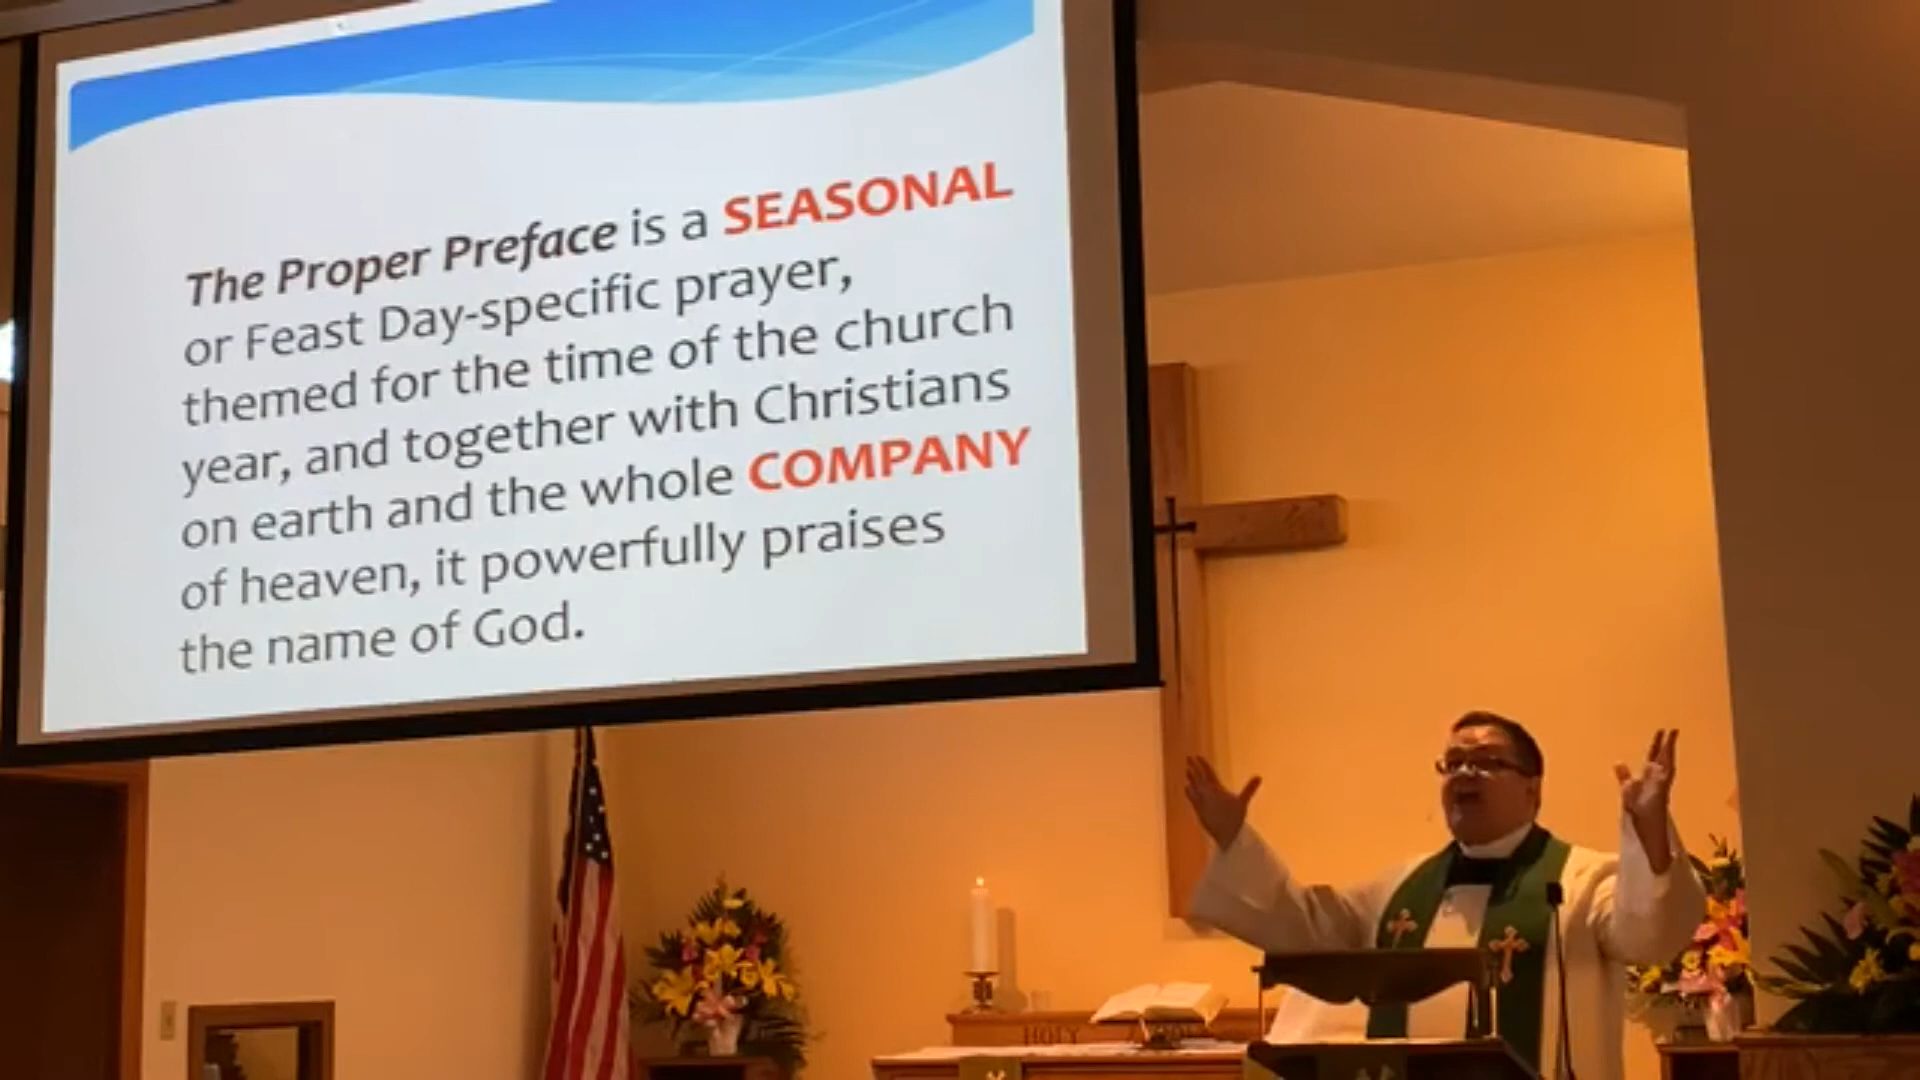 The Proper Preface is a SEASONAL
or Feast Day-specific prayer,
themed for the time of the church
year, and together with Christians
on earth and the whole COMPANY
of heaven, it powerfully praises
the name of God.
HOLY